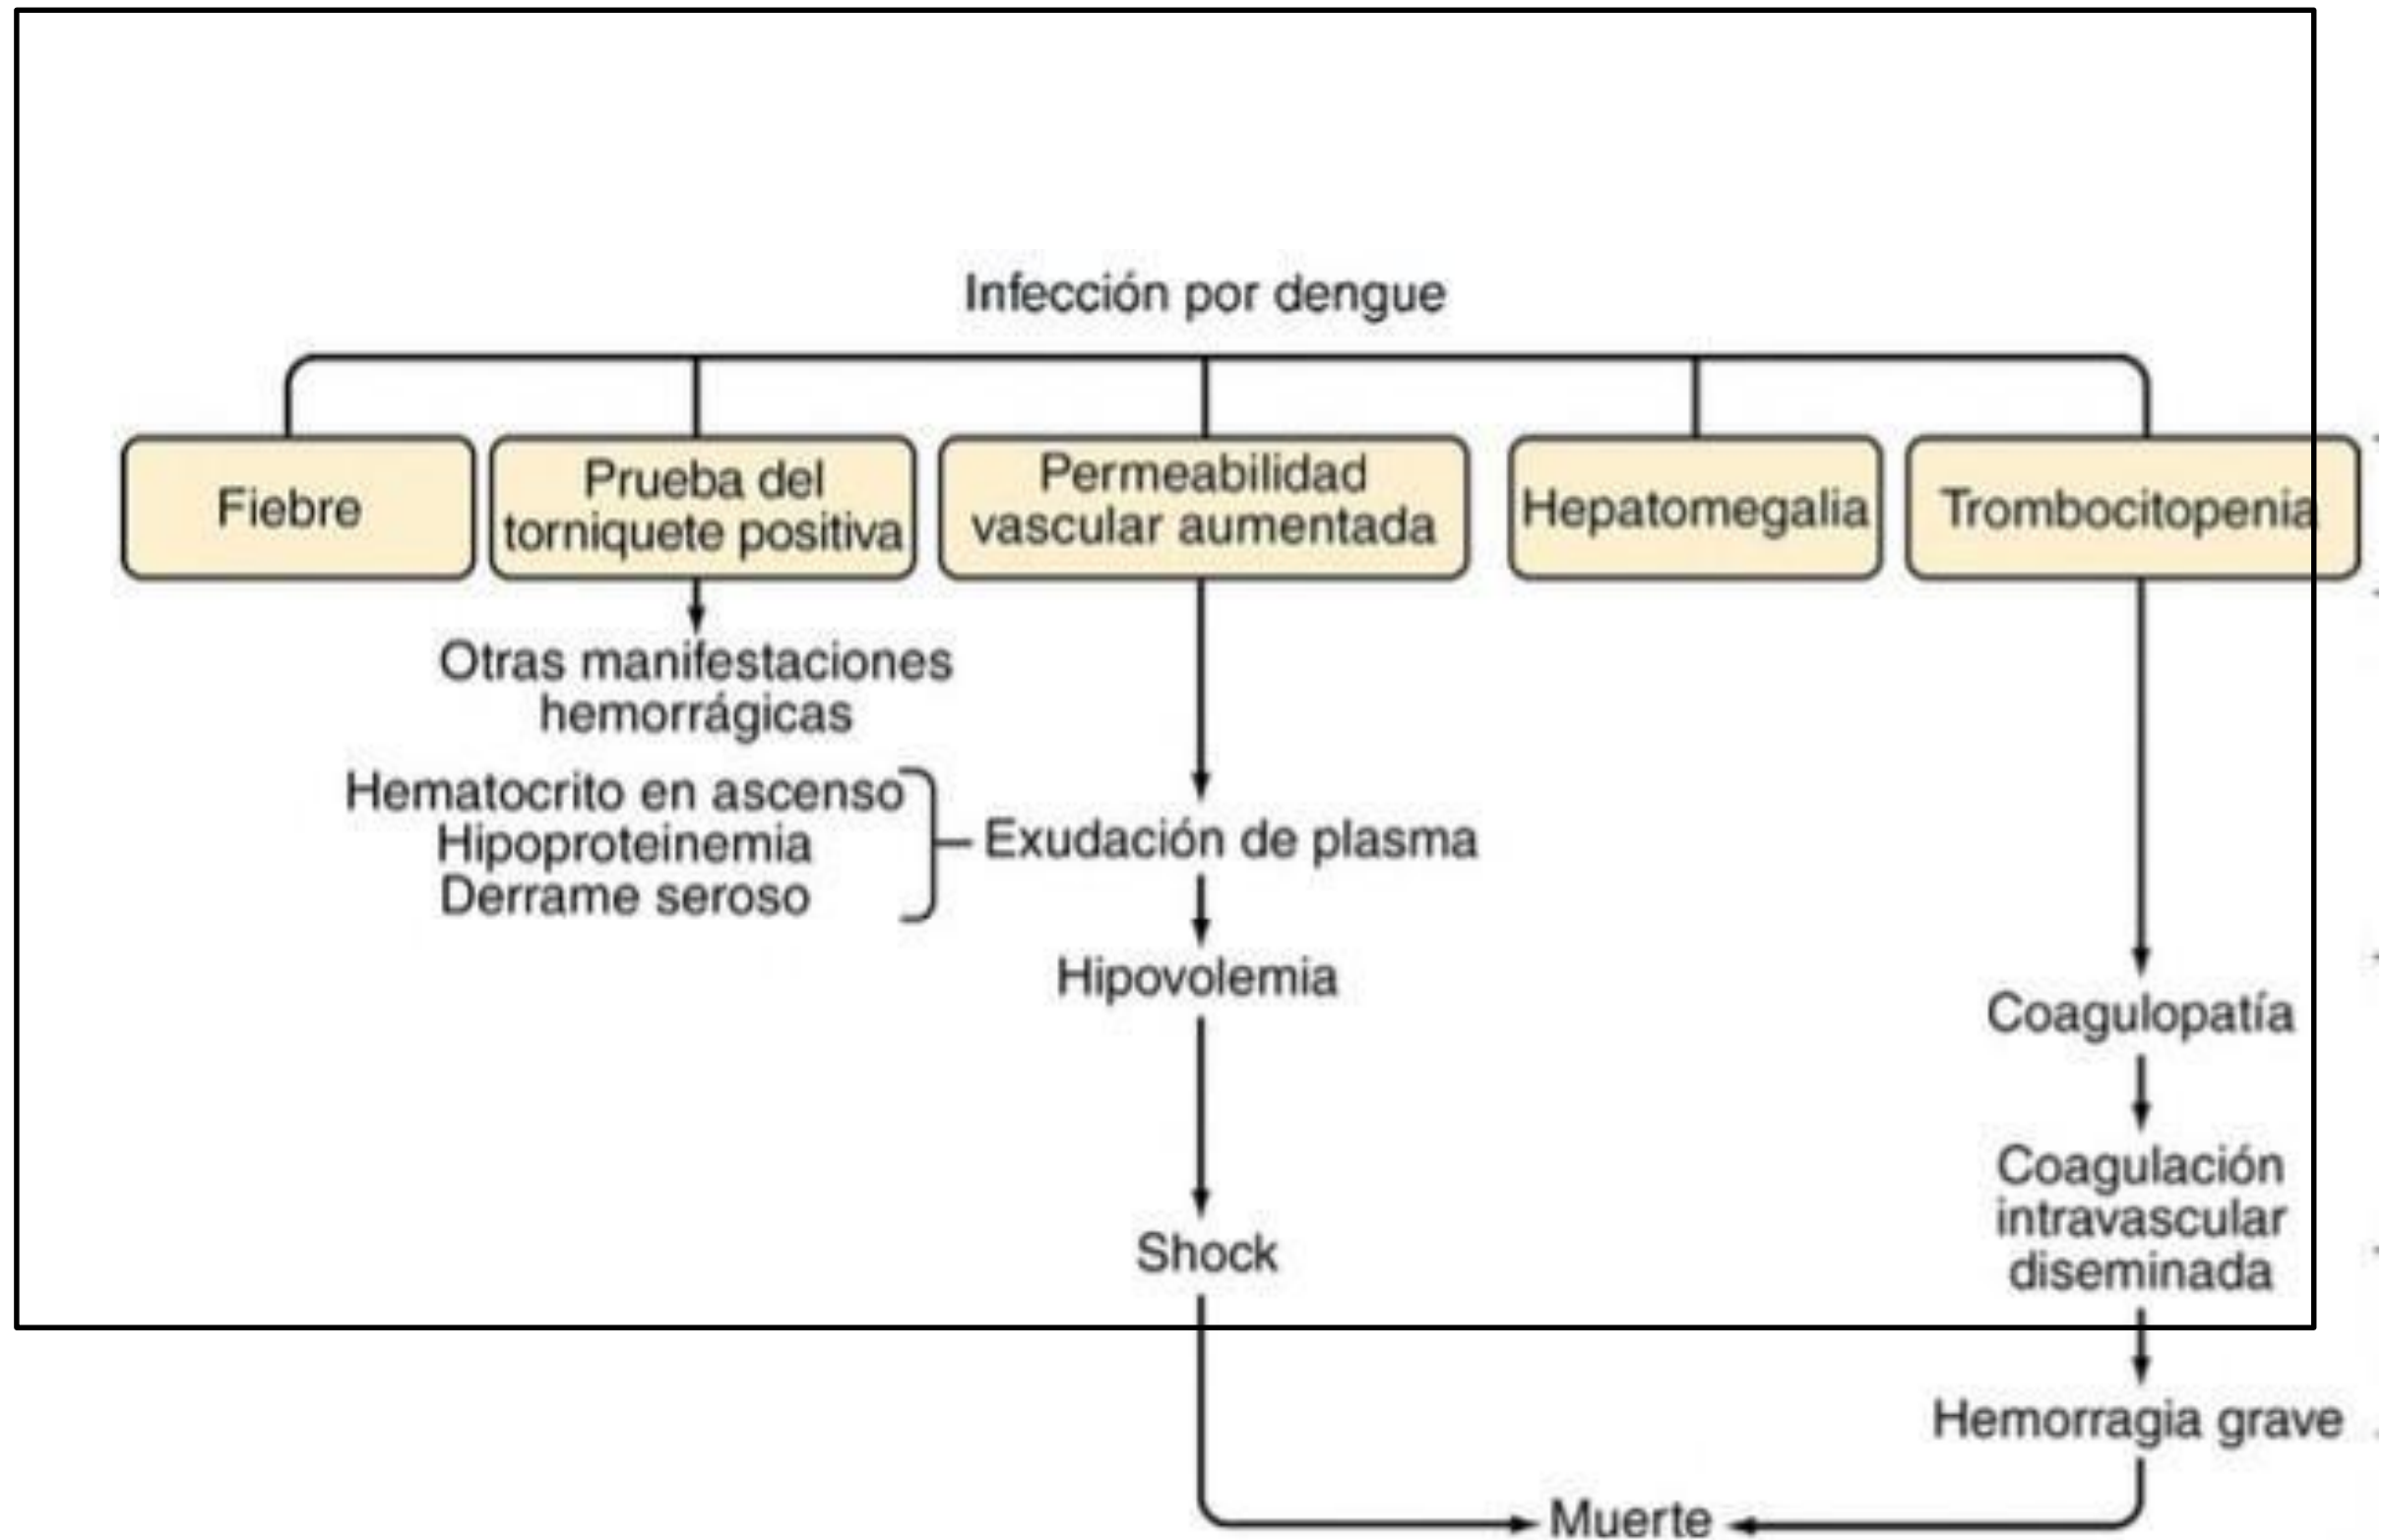 Infección por dengue
Fiebre
Prueba del
torniquete positiva
Permeabilidad
vascular aumentada
Hepatomegalia
Trombocitopenia
Otras manifestaciones
hemorrágicas
Hematocrito en ascenso
Hipoproteinemia
Derrame seroso
Exudación de plasma
Hipovolemia
Shock
Coagulopatía
Coagulación
intravascular
diseminada
Hemorragia grave
Muerte